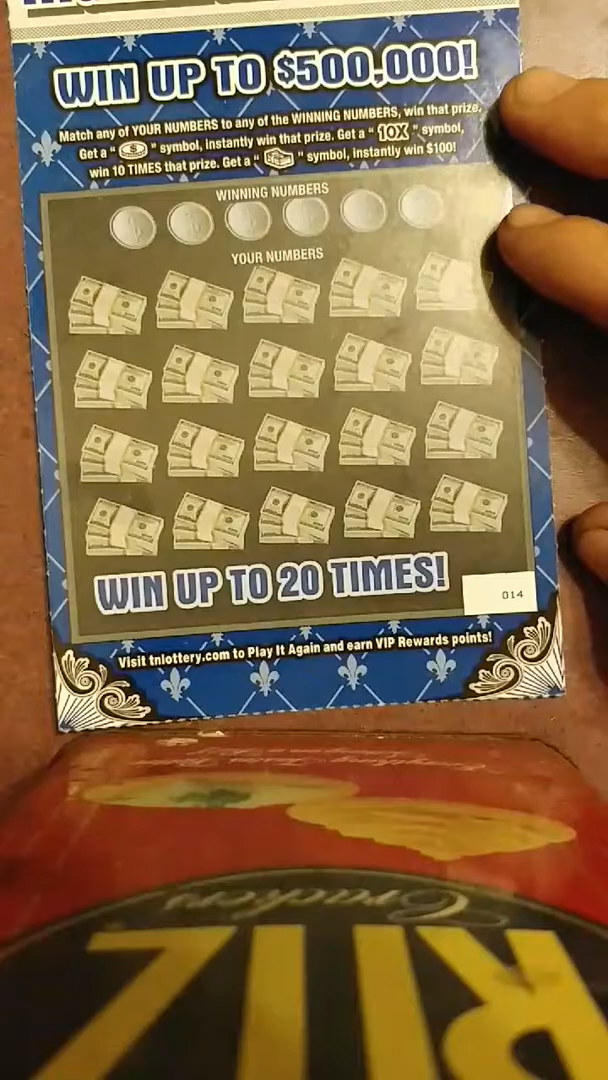 WIN UP TO $500,000!
Match any of YOUR NUMBERS to any of the WINNING NUMBERS, win that prize.
Get a " " symbol, instantly win that prize. Get a " 10X " symbol,
win 10 TIMES that prize. Get a " " symbol, instantly win $100!
WINNING NUMBERS
YOUR NUMBERS
WIN UP TO 20 TIMES!
014
Visit tnlottery.com to Play It Again and earn VIP Rewards points!
Crackers
RITZ